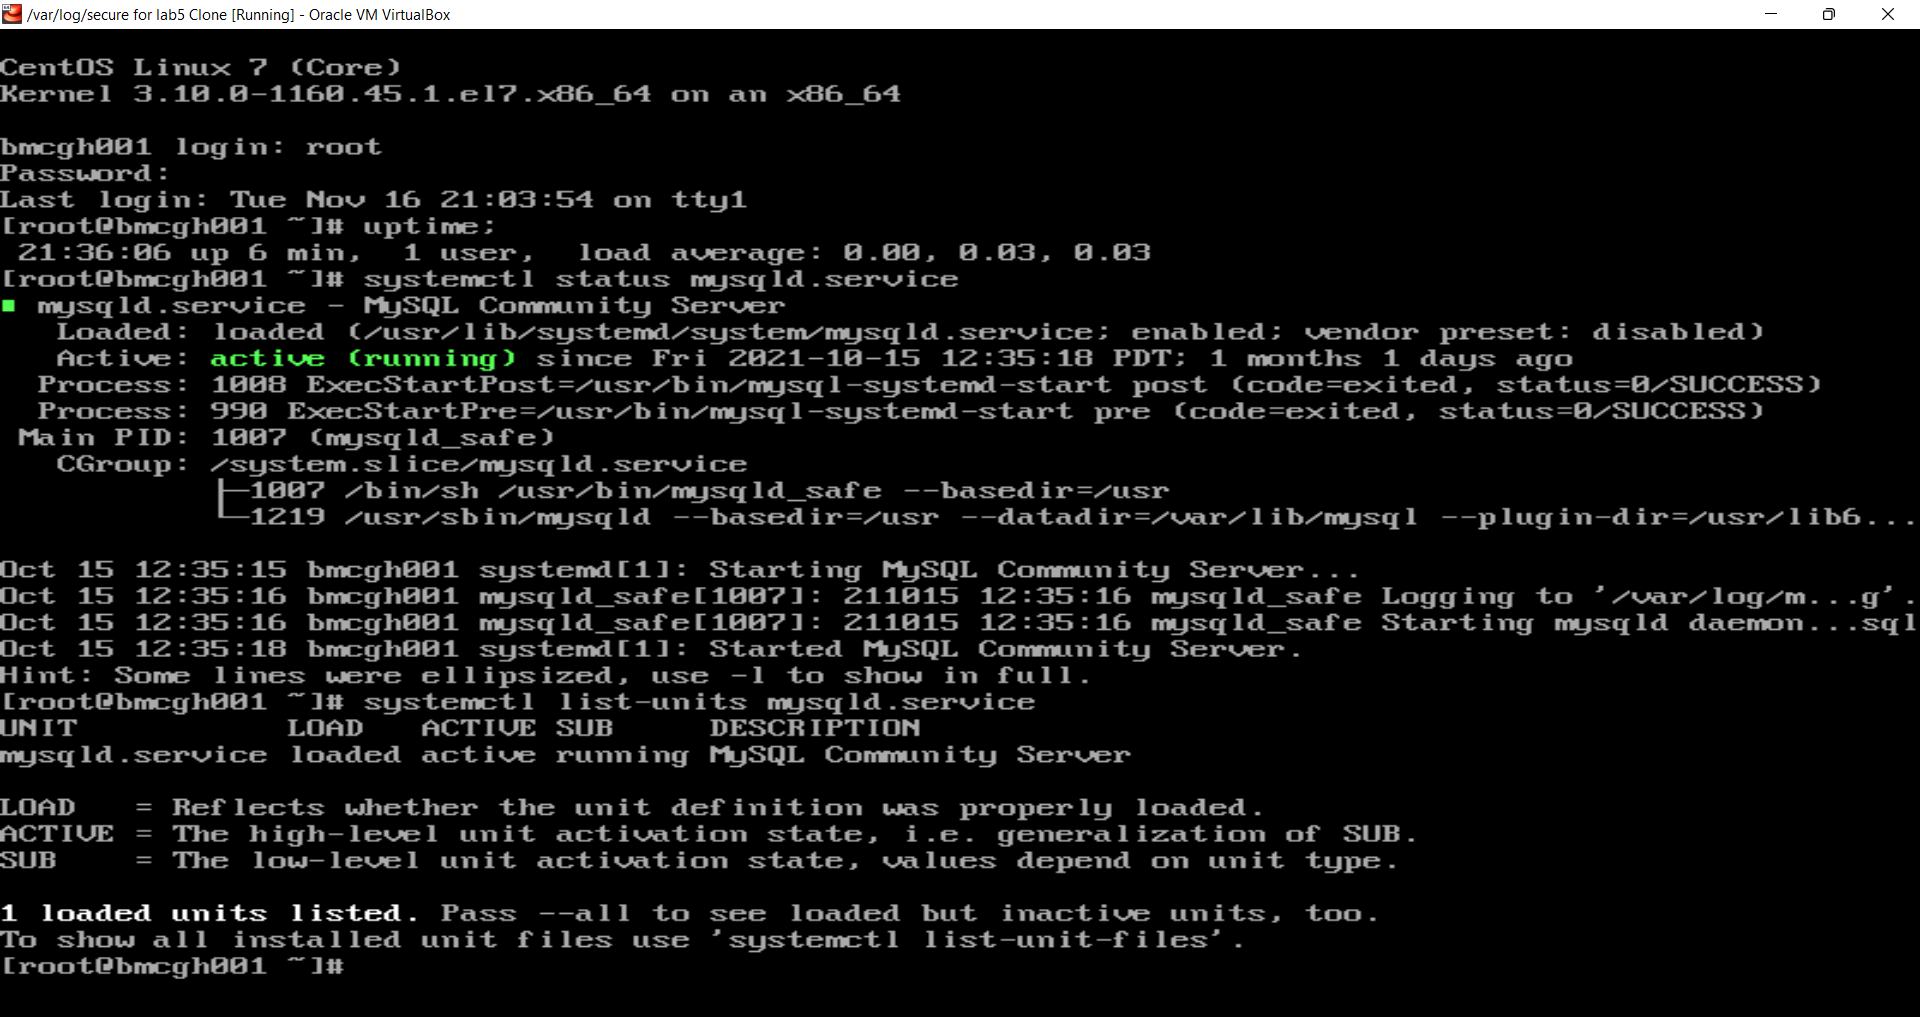 /var/log/secure for lab5 Clone [Running] - Oracle VM VirtualBox
CentOS Linux 7 (Core)
Kernel 3.10.0-1160.45.1.el7.x86_64 on an x86_64
bmcgh001 login: root
Password:
Last login: Tue Nov 16 21:03:54 on tty1
[root@bmcgh001 ~]# uptime;
 21:36:06 up 6 min,  1 user,  load average: 0.00, 0.03, 0.03
[root@bmcgh001 ~]# systemctl status mysqld.service
■ mysqld.service - MySQL Community Server
   Loaded: loaded (/usr/lib/systemd/system/mysqld.service; enabled; vendor preset: disabled)
   Active: active (running) since Fri 2021-10-15 12:35:18 PDT; 1 months 1 days ago
  Process: 1008 ExecStartPost=/usr/bin/mysql-systemd-start post (code=exited, status=0/SUCCESS)
  Process: 990 ExecStartPre=/usr/bin/mysql-systemd-start pre (code=exited, status=0/SUCCESS)
 Main PID: 1007 (mysqld_safe)
   CGroup: /system.slice/mysqld.service
           ├─1007 /bin/sh /usr/bin/mysqld_safe --basedir=/usr
           └─1219 /usr/sbin/mysqld --basedir=/usr --datadir=/var/lib/mysql --plugin-dir=/usr/lib6...
Oct 15 12:35:15 bmcgh001 systemd[1]: Starting MySQL Community Server...
Oct 15 12:35:16 bmcgh001 mysqld_safe[1007]: 211015 12:35:16 mysqld_safe Logging to '/var/log/m...g'.
Oct 15 12:35:16 bmcgh001 mysqld_safe[1007]: 211015 12:35:16 mysqld_safe Starting mysqld daemon...sql
Oct 15 12:35:18 bmcgh001 systemd[1]: Started MySQL Community Server.
Hint: Some lines were ellipsized, use -l to show in full.
[root@bmcgh001 ~]# systemctl list-units mysqld.service
UNIT           LOAD   ACTIVE SUB     DESCRIPTION
mysqld.service loaded active running MySQL Community Server
LOAD   = Reflects whether the unit definition was properly loaded.
ACTIVE = The high-level unit activation state, i.e. generalization of SUB.
SUB    = The low-level unit activation state, values depend on unit type.
1 loaded units listed. Pass --all to see loaded but inactive units, too.
To show all installed unit files use 'systemctl list-unit-files'.
[root@bmcgh001 ~]#